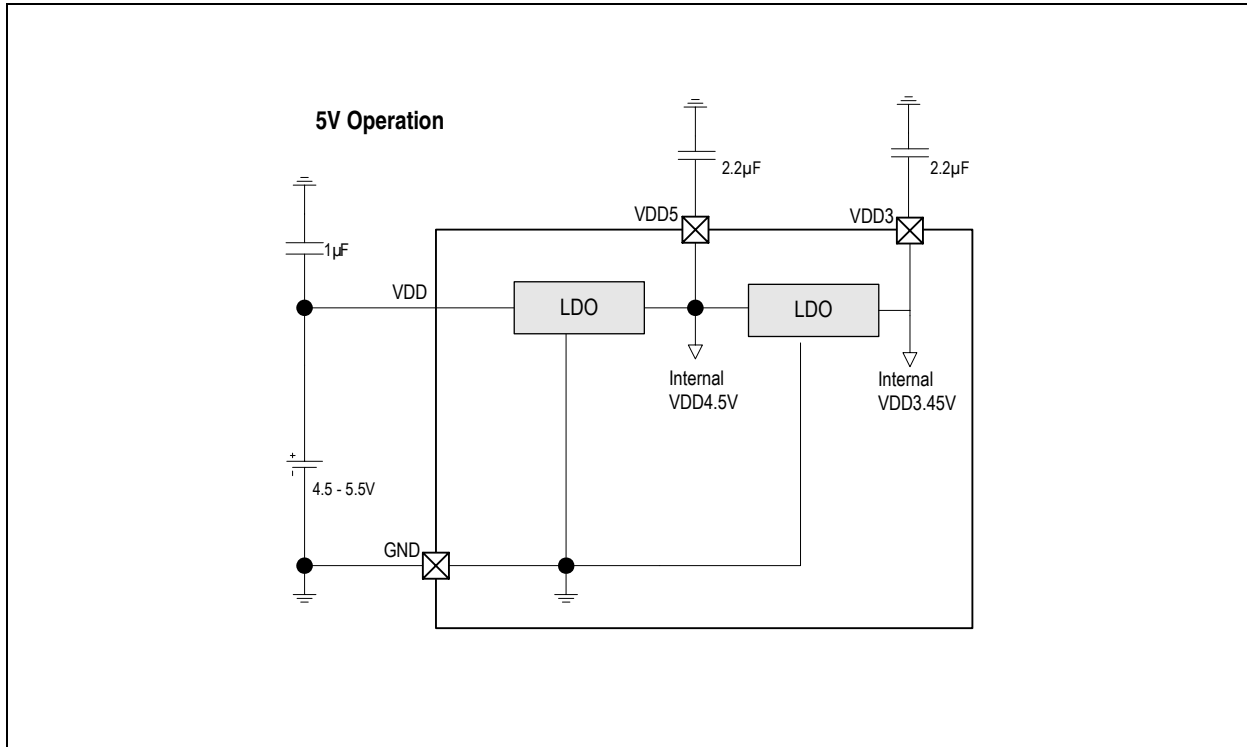 5V Operation
2.2µF
2.2µF
VDD5
VDD3
1µF
VDD
LDO
LDO
Internal
VDD4.5V
Internal
VDD3.45V
+
-
4.5 - 5.5V
GND